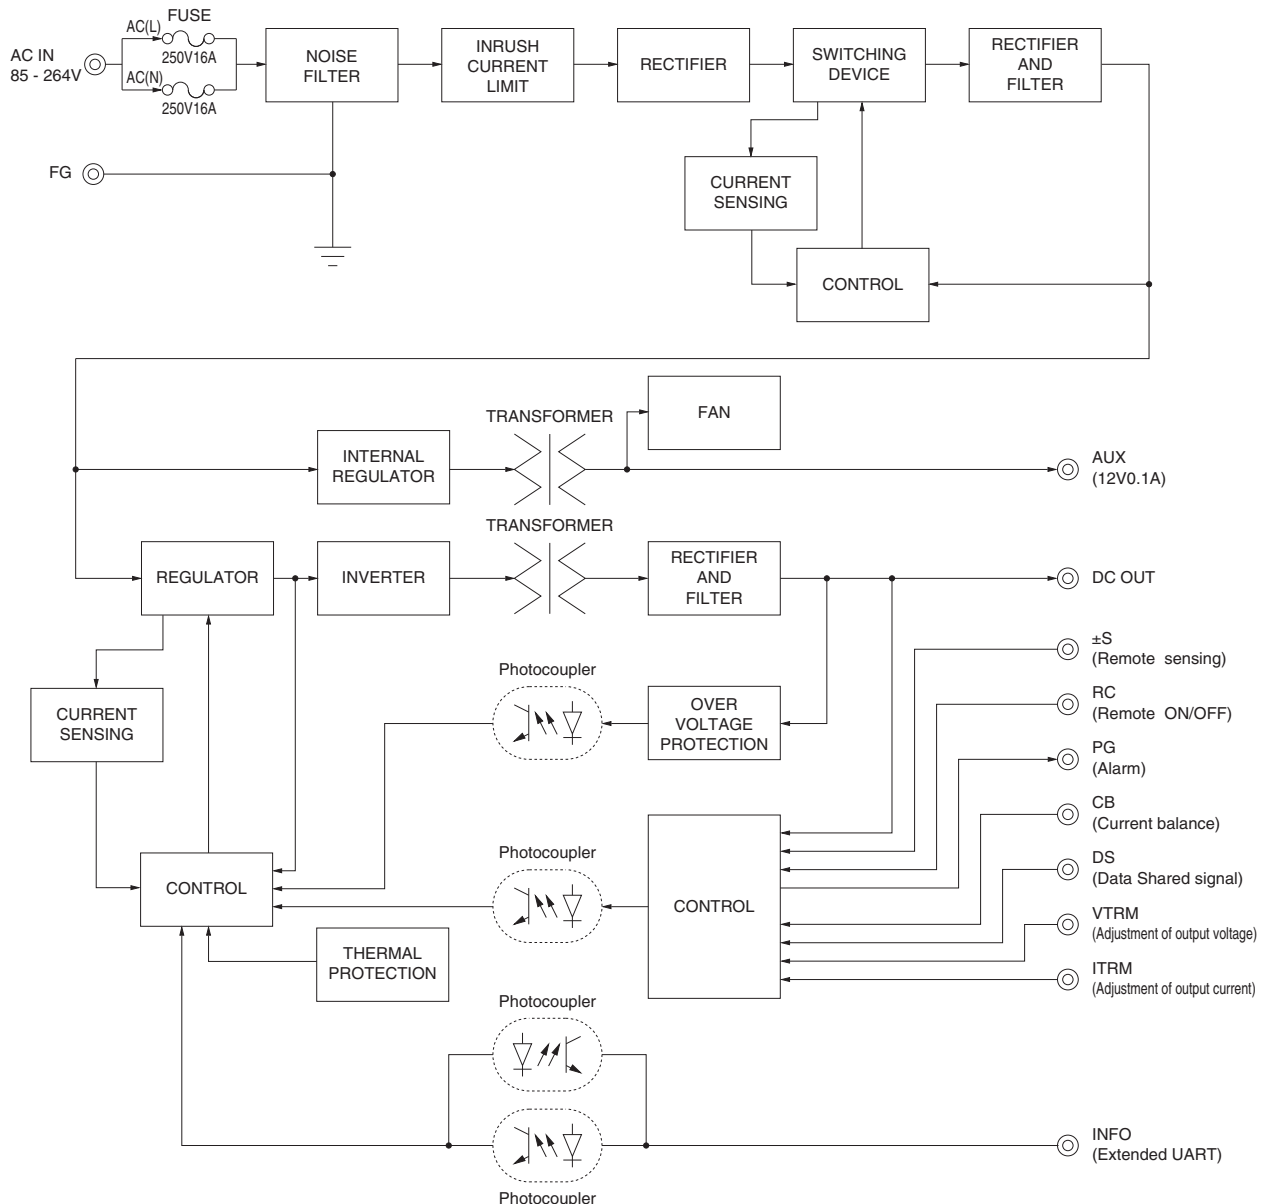 FUSE
AC(L)
AC IN
85 - 264V
250V16A
AC(N)
250V16A
NOISE
FILTER
INRUSH
CURRENT
LIMIT
RECTIFIER
SWITCHING
DEVICE
RECTIFIER
AND
FILTER
FG
CURRENT
SENSING
CONTROL
FAN
TRANSFORMER
INTERNAL
REGULATOR
AUX
(12V0.1A)
TRANSFORMER
REGULATOR
INVERTER
RECTIFIER
AND
FILTER
DC OUT
±S
(Remote sensing)
Photocoupler
OVER
VOLTAGE
PROTECTION
RC
(Remote ON/OFF)
CURRENT
SENSING
PG
(Alarm)
CB
(Current balance)
Photocoupler
CONTROL
CONTROL
DS
(Data Shared signal)
VTRM
(Adjustment of output voltage)
THERMAL
PROTECTION
ITRM
(Adjustment of output current)
Photocoupler
INFO
(Extended UART)
Photocoupler